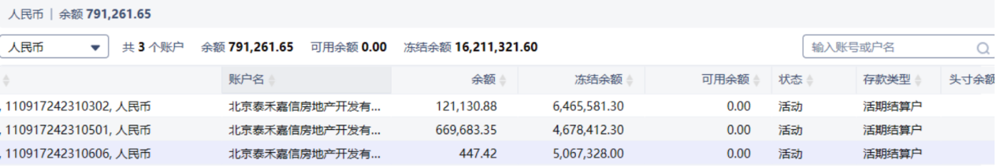 人民币 | 余额 791,261.65
人民币 共 3 个账户 余额 791,261.65 可用余额 0.00 冻结余额 16,211,321.60 输入账号或户名
账户名 余额 冻结余额 可用余额 状态 存款类型 头寸余额
, 110917242310302, 人民币 北京泰禾嘉信房地产开发有... 121,130.88 6,465,581.30 0.00 活动 活期结算户
, 110917242310501, 人民币 北京泰禾嘉信房地产开发有... 669,683.35 4,678,412.30 0.00 活动 活期结算户
, 110917242310606, 人民币 北京泰禾嘉信房地产开发有... 447.42 5,067,328.00 0.00 活动 活期结算户